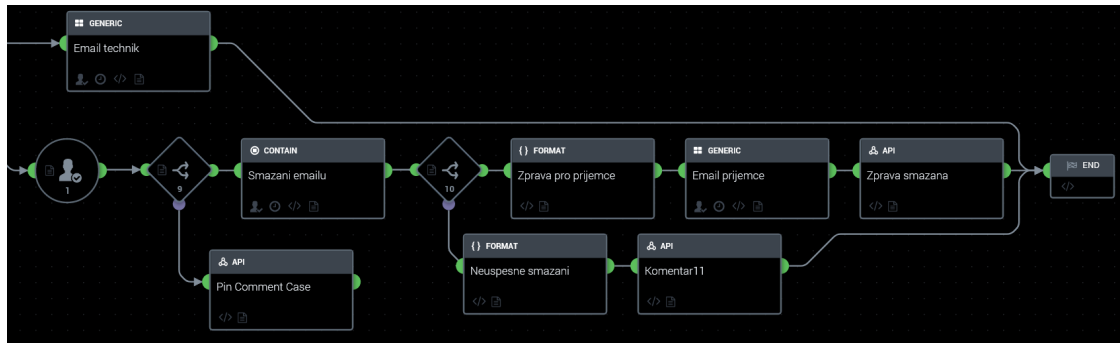 GENERIC
Email technik
1
9
CONTAIN
Smazani emailu
10
{ } FORMAT
Zprava pro prijemce
GENERIC
Email prijemce
API
Zprava smazana
END
API
Pin Comment Case
{ } FORMAT
Neuspesne smazani
API
Komentar11